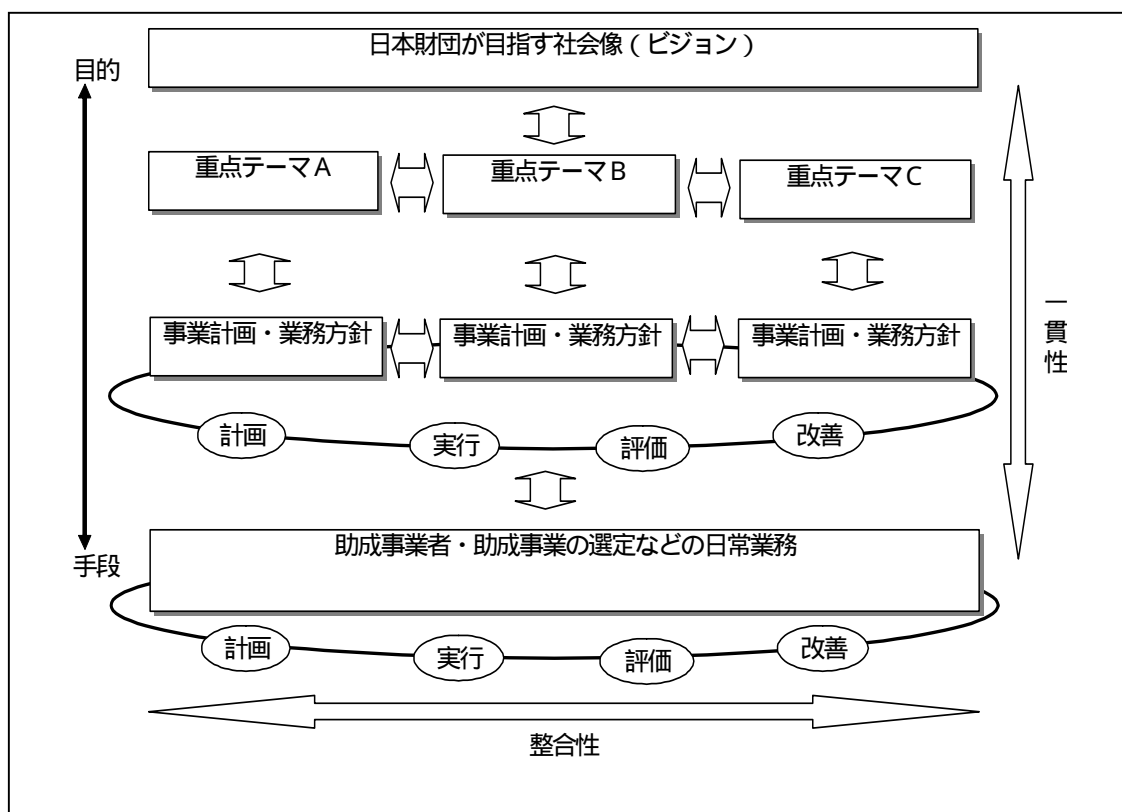 日本財団が目指す社会像（ビジョン）
目的
重点テーマA
重点テーマB
重点テーマC
事業計画・業務方針
事業計画・業務方針
事業計画・業務方針
一貫性
計画
実行
評価
改善
助成事業者・助成事業の選定などの日常業務
手段
計画
実行
評価
改善
整合性